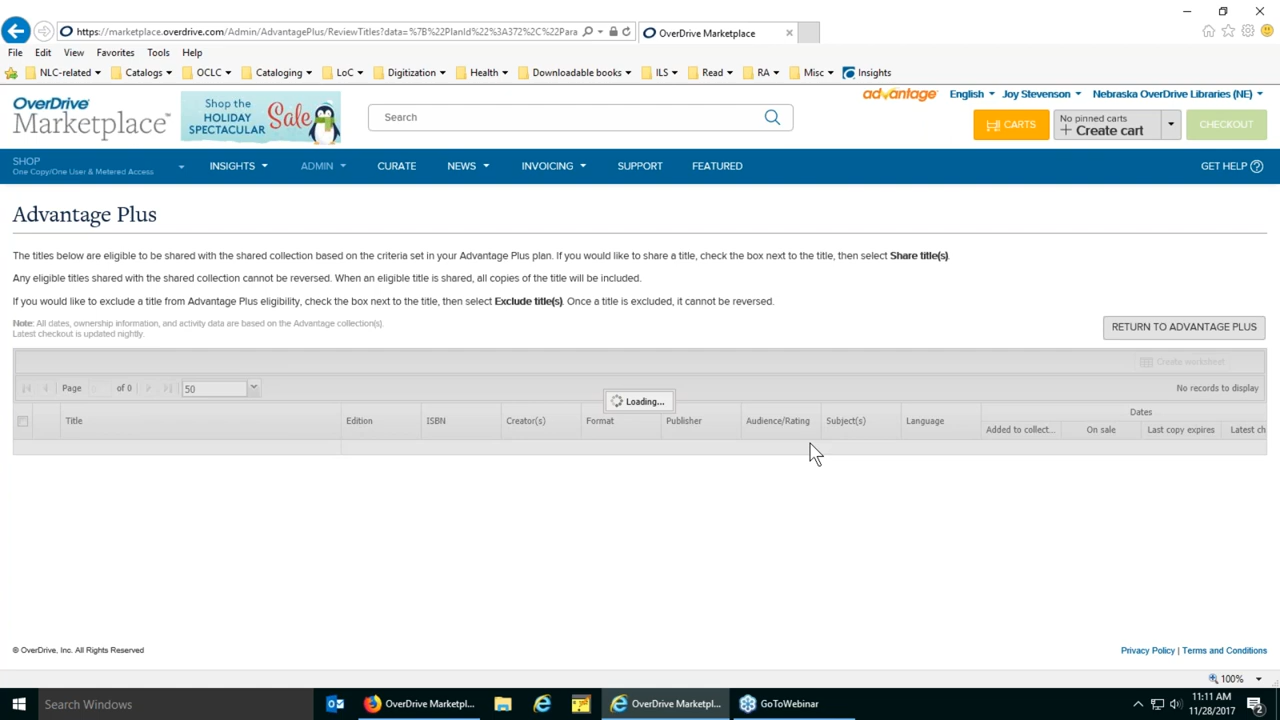 https://marketplace.overdrive.com/Admin/AdvantagePlus/ReviewTitles?data=%7B%22PlanId%22%3A372%2C%22Para
OverDrive Marketplace
File Edit View Favorites Tools Help
NLC-related Catalogs OCLC Cataloging LoC Digitization Health Downloadable books ILS Read RA Misc Insights
OverDrive Marketplace
Shop the HOLIDAY SPECTACULAR Sale
Search
advantage English Joy Stevenson Nebraska OverDrive Libraries (NE)
CARTS No pinned carts + Create cart CHECKOUT
SHOP INSIGHTS ADMIN CURATE NEWS INVOICING SUPPORT FEATURED GET HELP
One Copy/One User & Metered Access
Advantage Plus
The titles below are eligible to be shared with the shared collection based on the criteria set in your Advantage Plus plan. If you would like to share a title, check the box next to the title, then select Share title(s).
Any eligible titles shared with the shared collection cannot be reversed. When an eligible title is shared, all copies of the title will be included.
If you would like to exclude a title from Advantage Plus eligibility, check the box next to the title, then select Exclude title(s). Once a title is excluded, it cannot be reversed.
Note: All dates, ownership information, and activity data are based on the Advantage collection(s).
Latest checkout is updated nightly.
RETURN TO ADVANTAGE PLUS
Create worksheet
Page of 0 50 No records to display
Loading...
Title Edition ISBN Creator(s) Format Publisher Audience/Rating Subject(s) Language Dates
Added to collect... On sale Last copy expires Latest ch
© OverDrive, Inc. All Rights Reserved
Privacy Policy | Terms and Conditions
100%
Search Windows
OverDrive Marketpl...
OverDrive Marketpl...
GoToWebinar
11:11 AM
11/28/2017
2